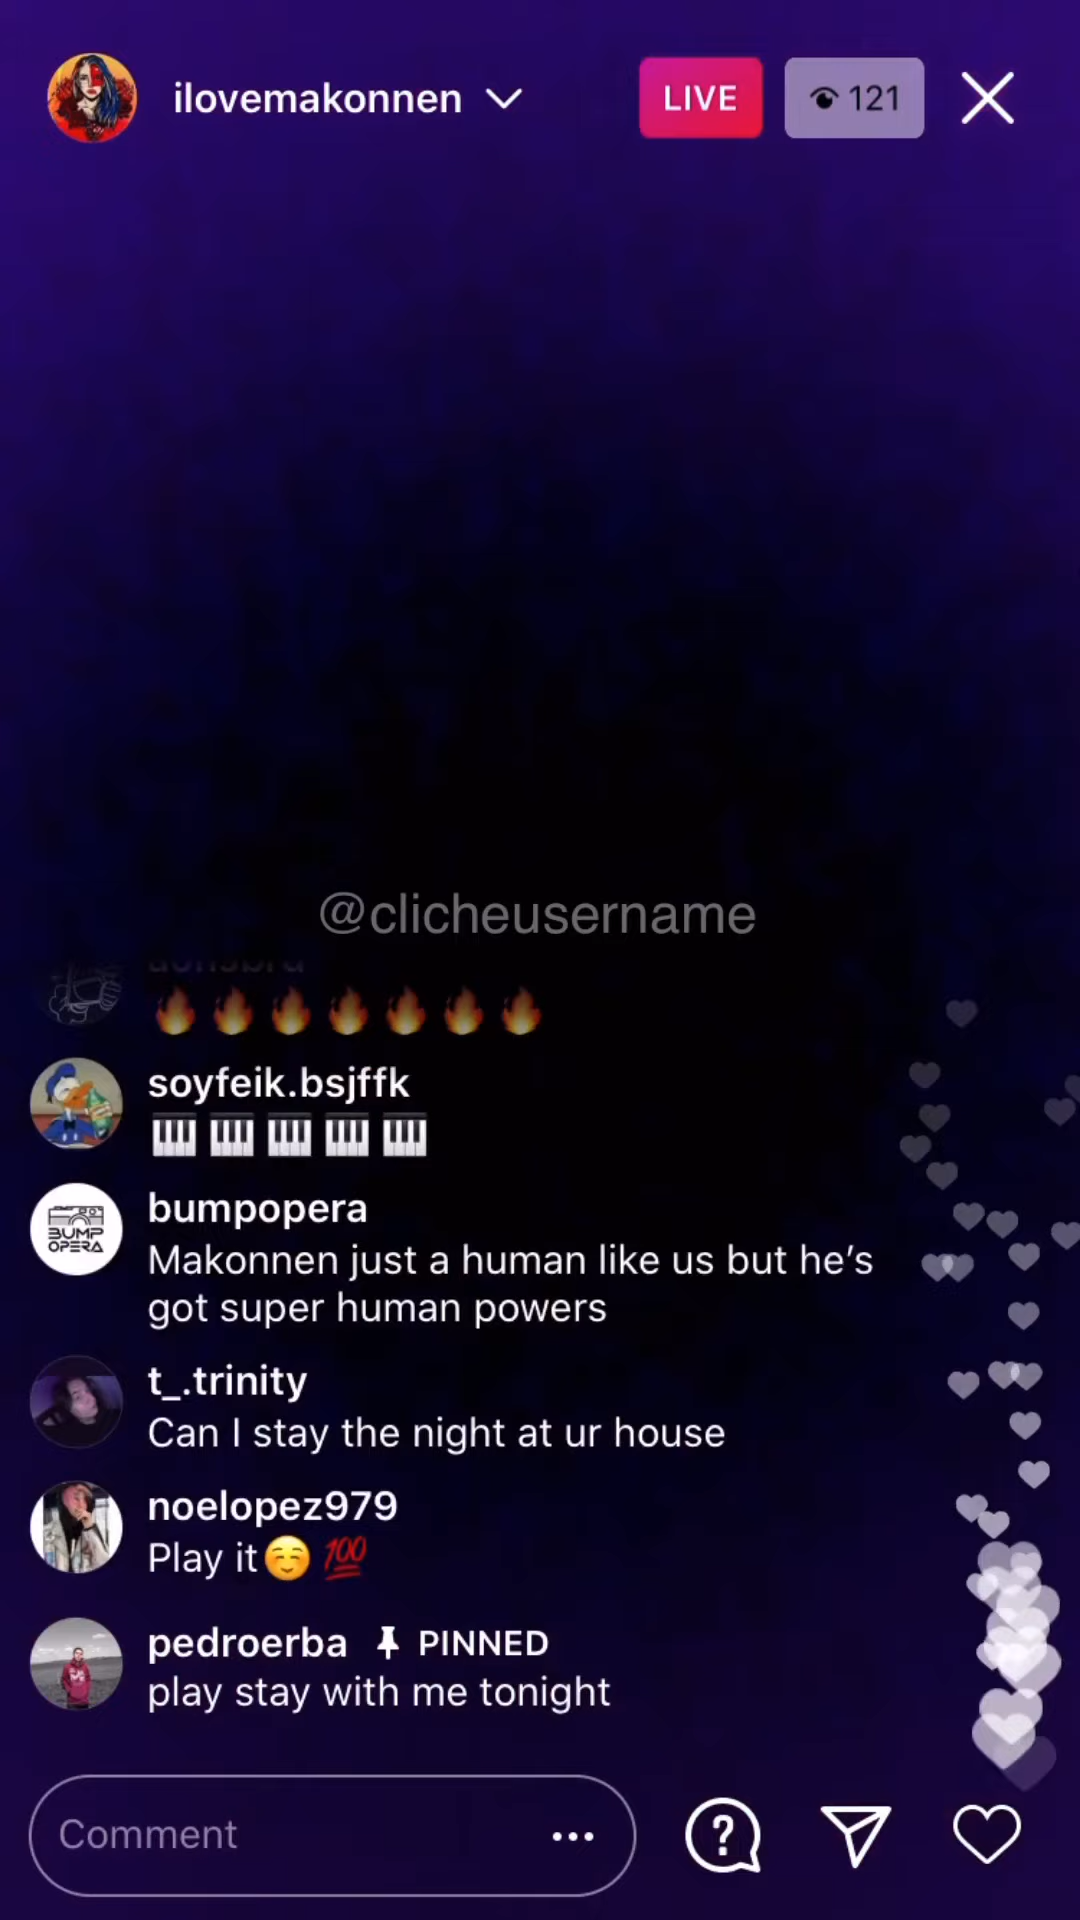 ilovemakonnen
LIVE
121
@clicheusername
🔥🔥🔥🔥🔥🔥🔥
soyfeik.bsjffk
🎹🎹🎹🎹🎹
BUMP
OPERA
bumpopera
Makonnen just a human like us but he’s
got super human powers
t_.trinity
Can I stay the night at ur house
noelopez979
Play it☺️ 💯
pedroerba 📌 PINNED
play stay with me tonight
Comment